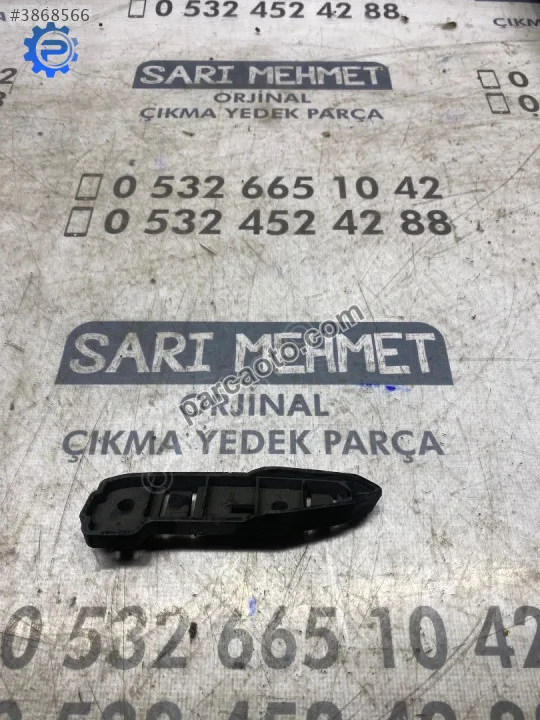 #3868566
0 532 452 42 88
SARI MEHMET
ORJİNAL
ÇIKMA YEDEK PARÇA
0 532 665 10 42
0 532 452 42 88
SARI MEHMET
ORJİNAL
ÇIKMA YEDEK PARÇA
parcaoto.com
0 532 665 10 42